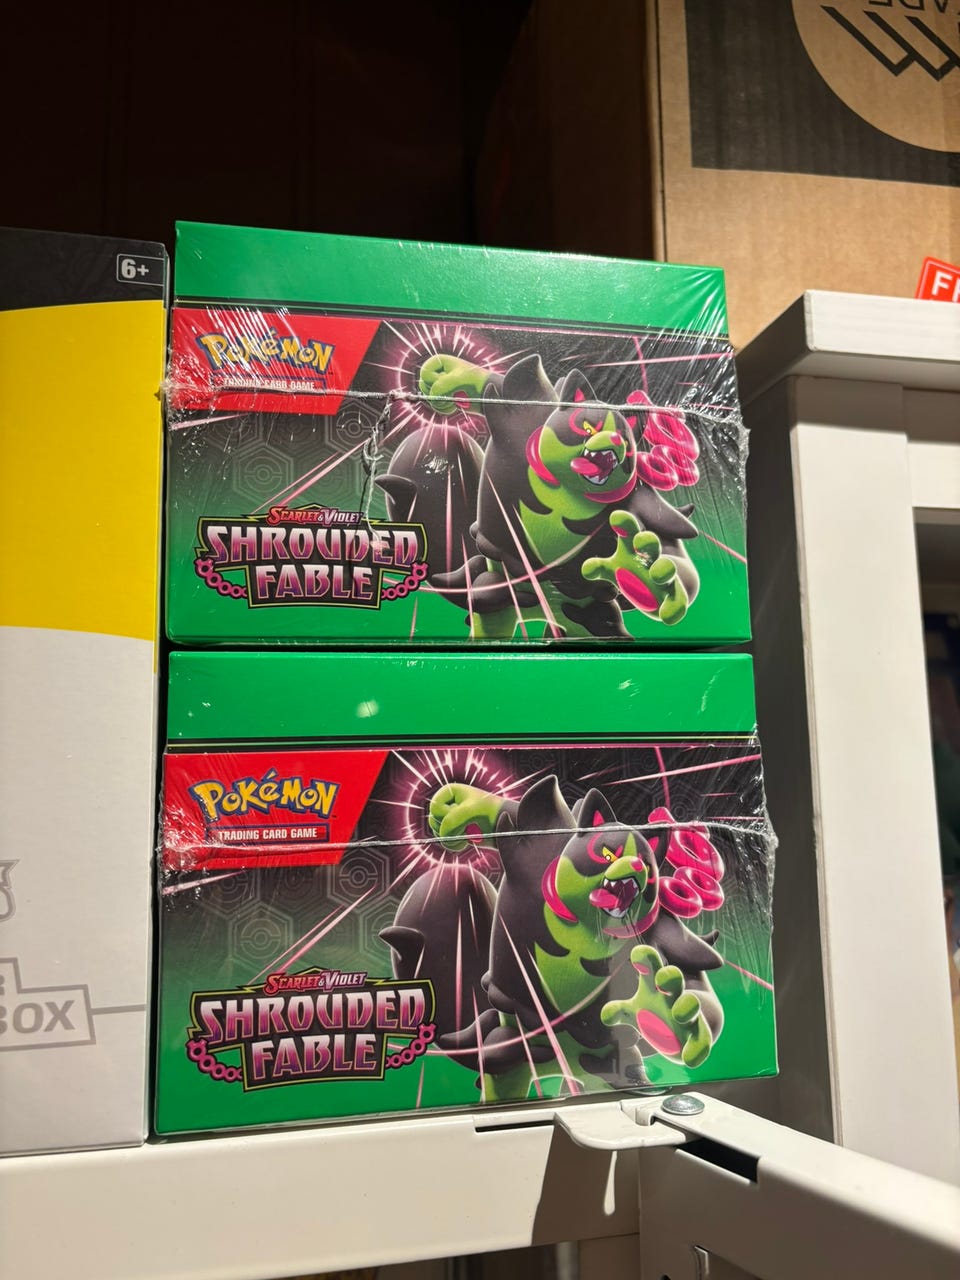 6+
POKéMON
TRADING CARD GAME
SCARLET & VIOLET
SHROUDED
FABLE
POKéMON
TRADING CARD GAME
SCARLET & VIOLET
SHROUDED
FABLE
BOX